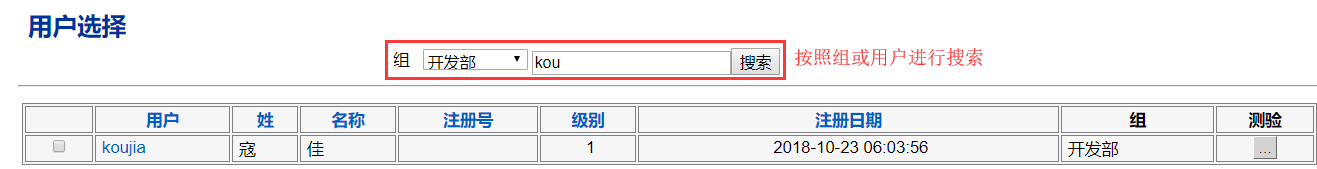 用户选择
组 开发部 kou 搜索 按照组或用户进行搜索
用户 姓 名称 注册号 级别 注册日期 组 测验
koujia 寇 佳 1 2018-10-23 06:03:56 开发部 ...